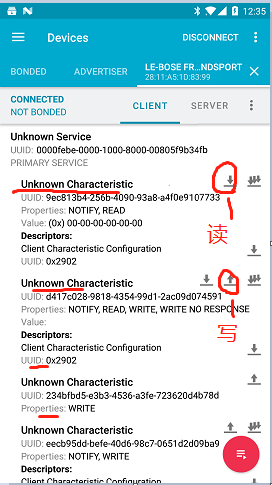 12:35
Devices
DISCONNECT
BONDED
ADVERTISER
LE-BOSE FR...NDSPORT
28:11:A5:1D:83:99
CONNECTED
NOT BONDED
CLIENT
SERVER
Unknown Service
UUID: 0000febe-0000-1000-8000-00805f9b34fb
PRIMARY SERVICE
Unknown Characteristic
UUID: 9ec813b4-256b-4090-93a8-a4f0e9107733
Properties: NOTIFY, READ
Value: (0x) 00-00-00-00-00-00
Descriptors:
读
Client Characteristic Configuration
UUID: 0x2902
Unknown Characteristic
UUID: d417c028-9818-4354-99d1-2ac09d074591
Properties: NOTIFY, READ, WRITE, WRITE NO RESPONSE
Value:
Descriptors:
写
Client Characteristic Configuration
UUID: 0x2902
Unknown Characteristic
UUID: 234bfbd5-e3b3-4536-a3fe-723620d4b78d
Properties: WRITE
Unknown Characteristic
UUID: eecb95dd-befe-40d6-98c7-0651d2d09ba9
Properties: NOTIFY, WRITE
Descriptors:
Client Characteristic Configuration